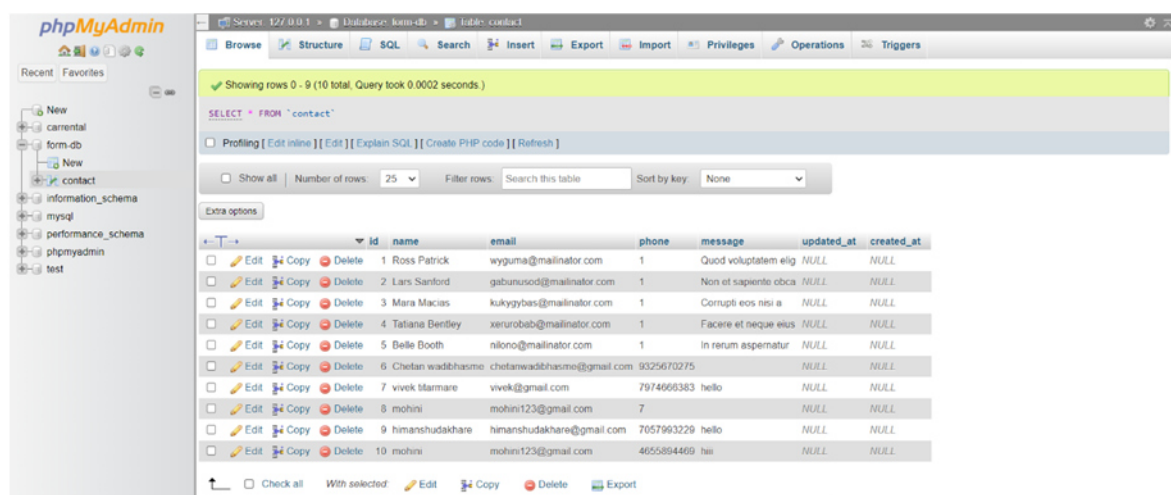 phpMyAdmin
Recent Favorites
New
carrental
form-db
New
contact
information_schema
mysql
performance_schema
phpmyadmin
test
Server: 127.0.0.1 » Database: form-db » Table: contact
Browse Structure SQL Search Insert Export Import Privileges Operations Triggers
Showing rows 0 - 9 (10 total, Query took 0.0002 seconds.)
SELECT * FROM `contact`
Profiling [ Edit inline ] [ Edit ] [ Explain SQL ] [ Create PHP code ] [ Refresh ]
Show all | Number of rows: 25 Filter rows: Search this table Sort by key: None
Extra options
id name email phone message updated_at created_at
Edit Copy Delete 1 Ross Patrick wyguma@mailinator.com 1 Quod voluptatem elig NULL NULL
Edit Copy Delete 2 Lars Sanford gabunusod@mailinator.com 1 Non et sapiente obca NULL NULL
Edit Copy Delete 3 Mara Macias kukygybas@mailinator.com 1 Corrupti eos nisi a NULL NULL
Edit Copy Delete 4 Tatiana Bentley xerurobab@mailinator.com 1 Facere et neque eius NULL NULL
Edit Copy Delete 5 Belle Booth nilono@mailinator.com 1 In rerum aspernatur NULL NULL
Edit Copy Delete 6 Chetan wadibhasme chetanwadibhasme@gmail.com 9325670275 NULL NULL
Edit Copy Delete 7 vivek titarmare vivek@gmail.com 7974666383 hello NULL NULL
Edit Copy Delete 8 mohini mohini123@gmail.com 7 NULL NULL
Edit Copy Delete 9 himanshudakhare himanshudakhare@gmail.com 7057993229 hello NULL NULL
Edit Copy Delete 10 mohini mohini123@gmail.com 4655894469 hiii NULL NULL
Check all With selected: Edit Copy Delete Export